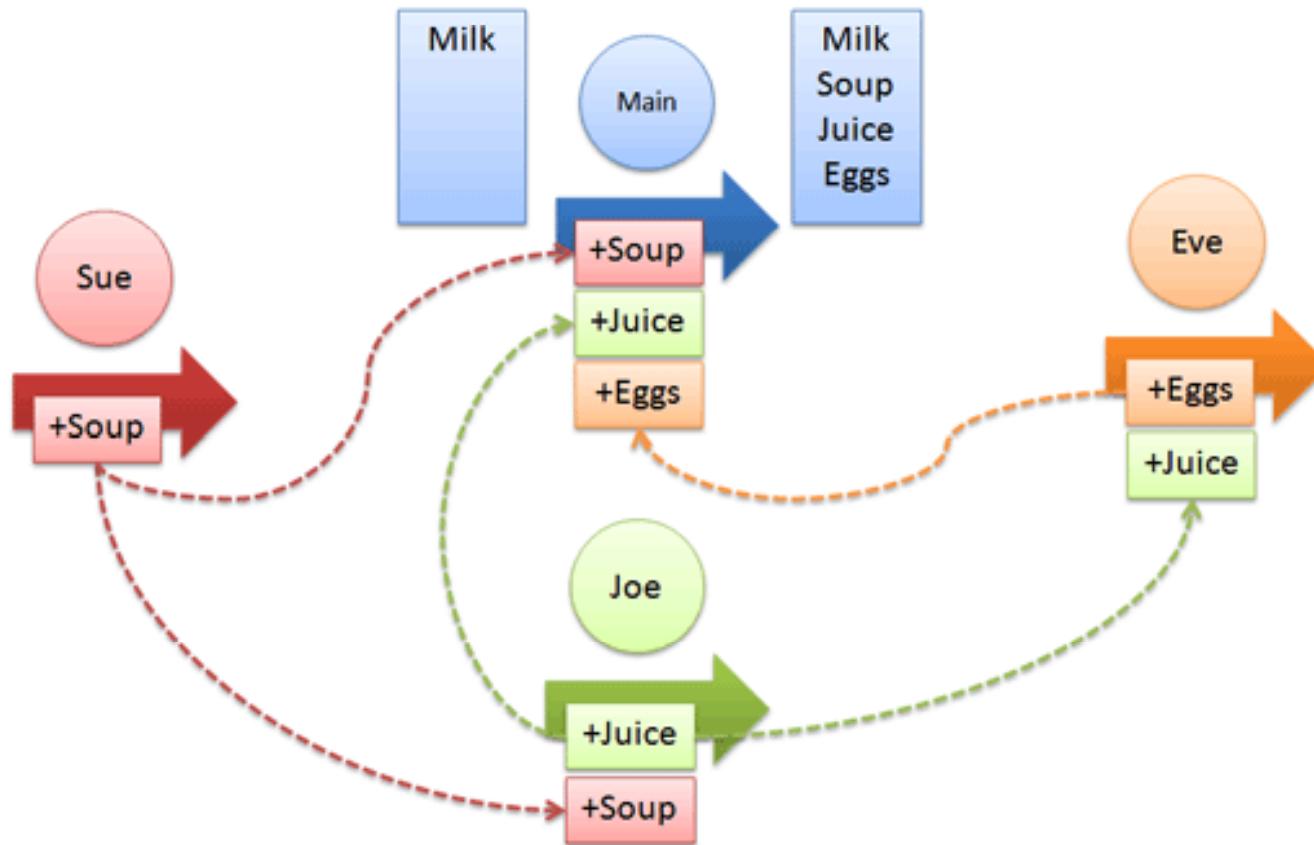 Milk
Main
Milk
Soup
Juice
Eggs
Sue
+Soup
+Soup
+Juice
+Eggs
Eve
+Eggs
+Juice
Joe
+Juice
+Soup